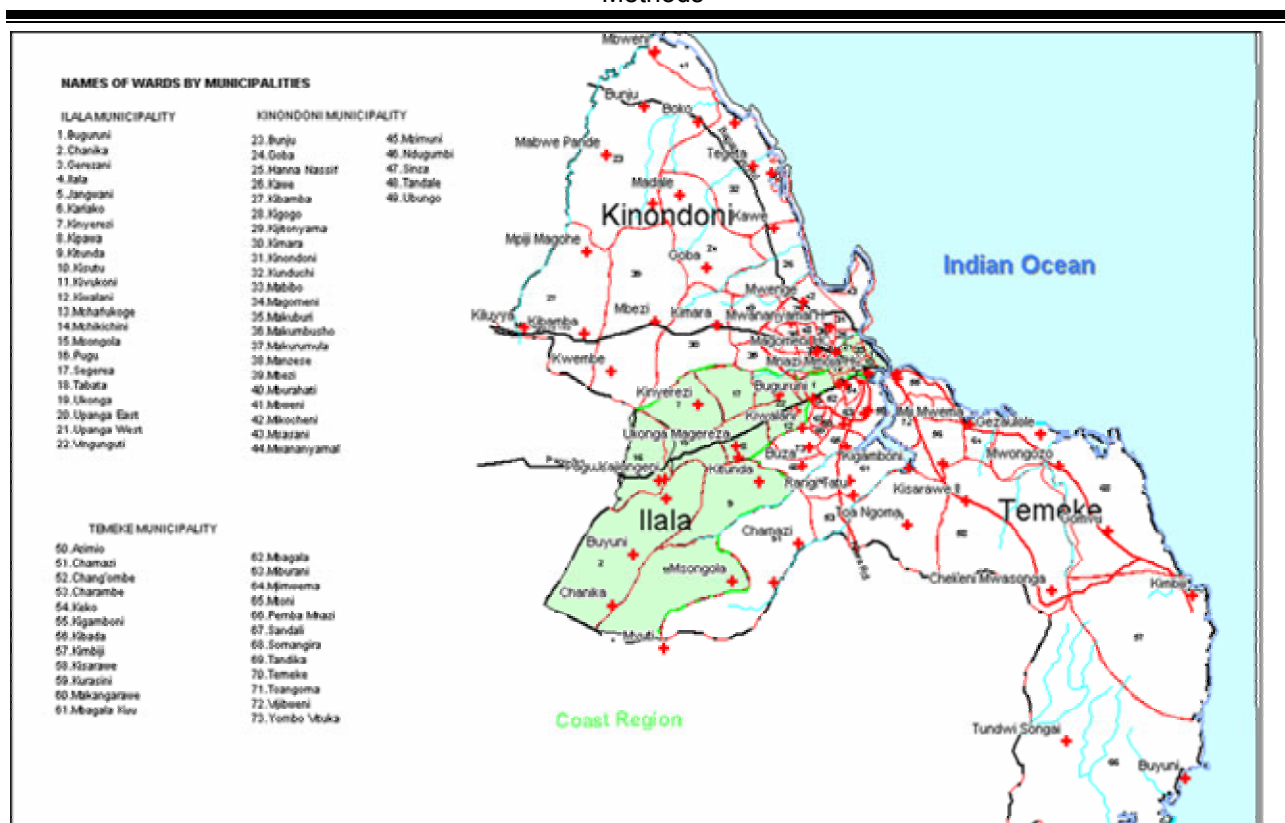 NAMES OF WARDS BY MUNICIPALITIES
ILALA MUNICIPALITY
1.Buguruni
2.Chanika
3.Gerezani
4.Ilala
5.Jangwani
6.Kariako
7.Kinyerezi
8.Kipawa
9.Kitunda
10.Kisutu
11.Kivukoni
12.Kiwalani
13.Mchafukoge
14.Mchikichini
15.Msongola
16.Pugu
17.Segerea
18.Tabata
19.Ukonga
20.Upanga East
21.Upanga West
22.Vingunguti
KINONDONI MUNICIPALITY
23.Bunju
24.Goba
25.Hanna Nassif
26.Kawe
27.Kibamba
28.Kigogo
29.Kijitonyama
30.Kimara
31.Kinondoni
32.Kunduchi
33.Mabibo
34.Magomeni
35.Makuburi
36.Makumbusho
37.Makurumula
38.Manzese
39.Mbezi
40.Mburahati
41.Mbweni
42.Mikocheni
43.Msasani
44.Mwananyamal
45.Mzimuni
46.Ndugumbi
47.Sinza
48.Tandale
49.Ubungo
TEMEKE MUNICIPALITY
50.Azimio
51.Chamazi
52.Chang'ombe
53.Charambe
54.Keko
55.Kigamboni
56.Kibada
57.Kimbiji
58.Kisarawe
59.Kurasini
60.Makangarawe
61.Mbagala Kuu
62.Mbagala
63.Miburani
64.Mjimwema
65.Mtoni
66.Pemba Mnazi
67.Sandali
68.Somangira
69.Tandika
70.Temeke
71.Toangoma
72.Vijibweni
73.Yombo Vituka
Mbweni
Bunju
Boko
Mabwe Pande
Tegeta
Madale
Kinondoni
Kawe
Mpiji Magohe
Goba
Indian Ocean
Mwenge
Mbezi
Kimara
Kiluvya
Kibamba
Kwembe
Kinyerezi
Buguruni
Kiwalani
Mji Mwema
Gezaulole
Ukonga Magereza
Buza
Kigamboni
Mwongozo
Kitunda
Rangi Tatu
Kisarawe II
Ilala
Toa Ngoma
Temeke
Gomvu
Chamazi
Buyuni
Msongola
Chekeni Mwasonga
Kimbiji
Chanika
Mvuti
Coast Region
Tundwi Songai
Buyuni